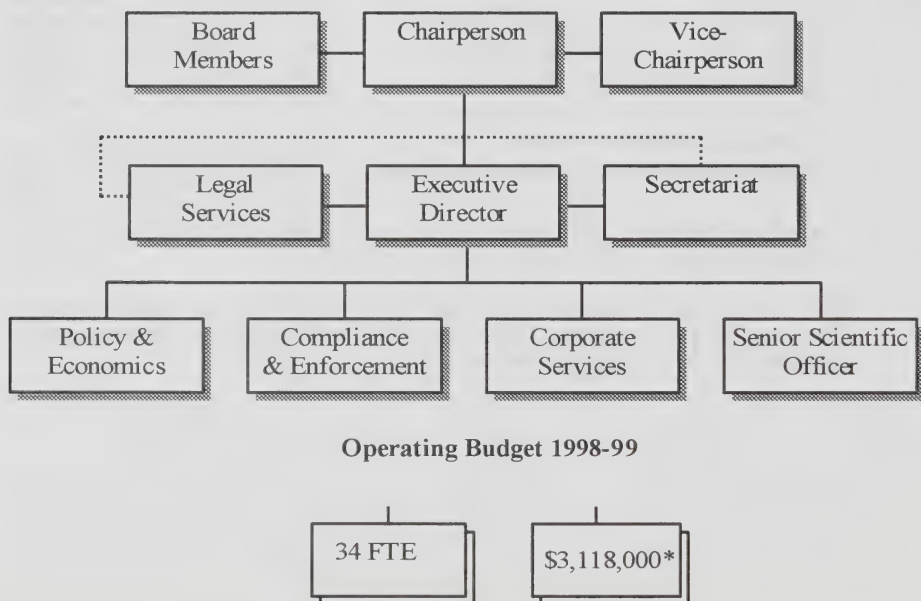 Board
Members
Chairperson
Vice-
Chairperson
Legal
Services
Executive
Director
Secretariat
Policy &
Economics
Compliance
& Enforcement
Corporate
Services
Senior Scientific
Officer
Operating Budget 1998-99
34 FTE
$3,118,000*